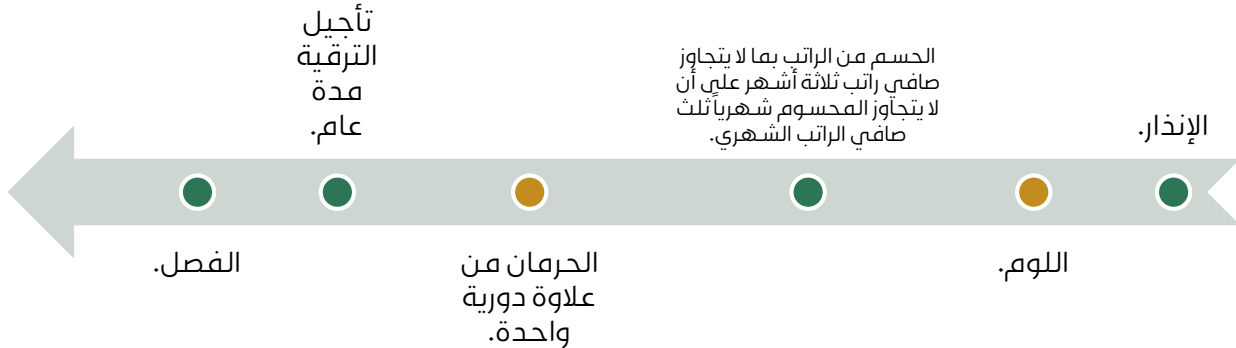 الإنذار.
اللوم.
الحسم من الراتب بما لا يتجاوز
صافي راتب ثلاثة أشهر على أن
لا يتجاوز المحسوم شهرياً ثلث
صافي الراتب الشهري.
الحرمان من
علاوة دورية
واحدة.
تأجيل
الترقية
مدة
عام.
الفصل.